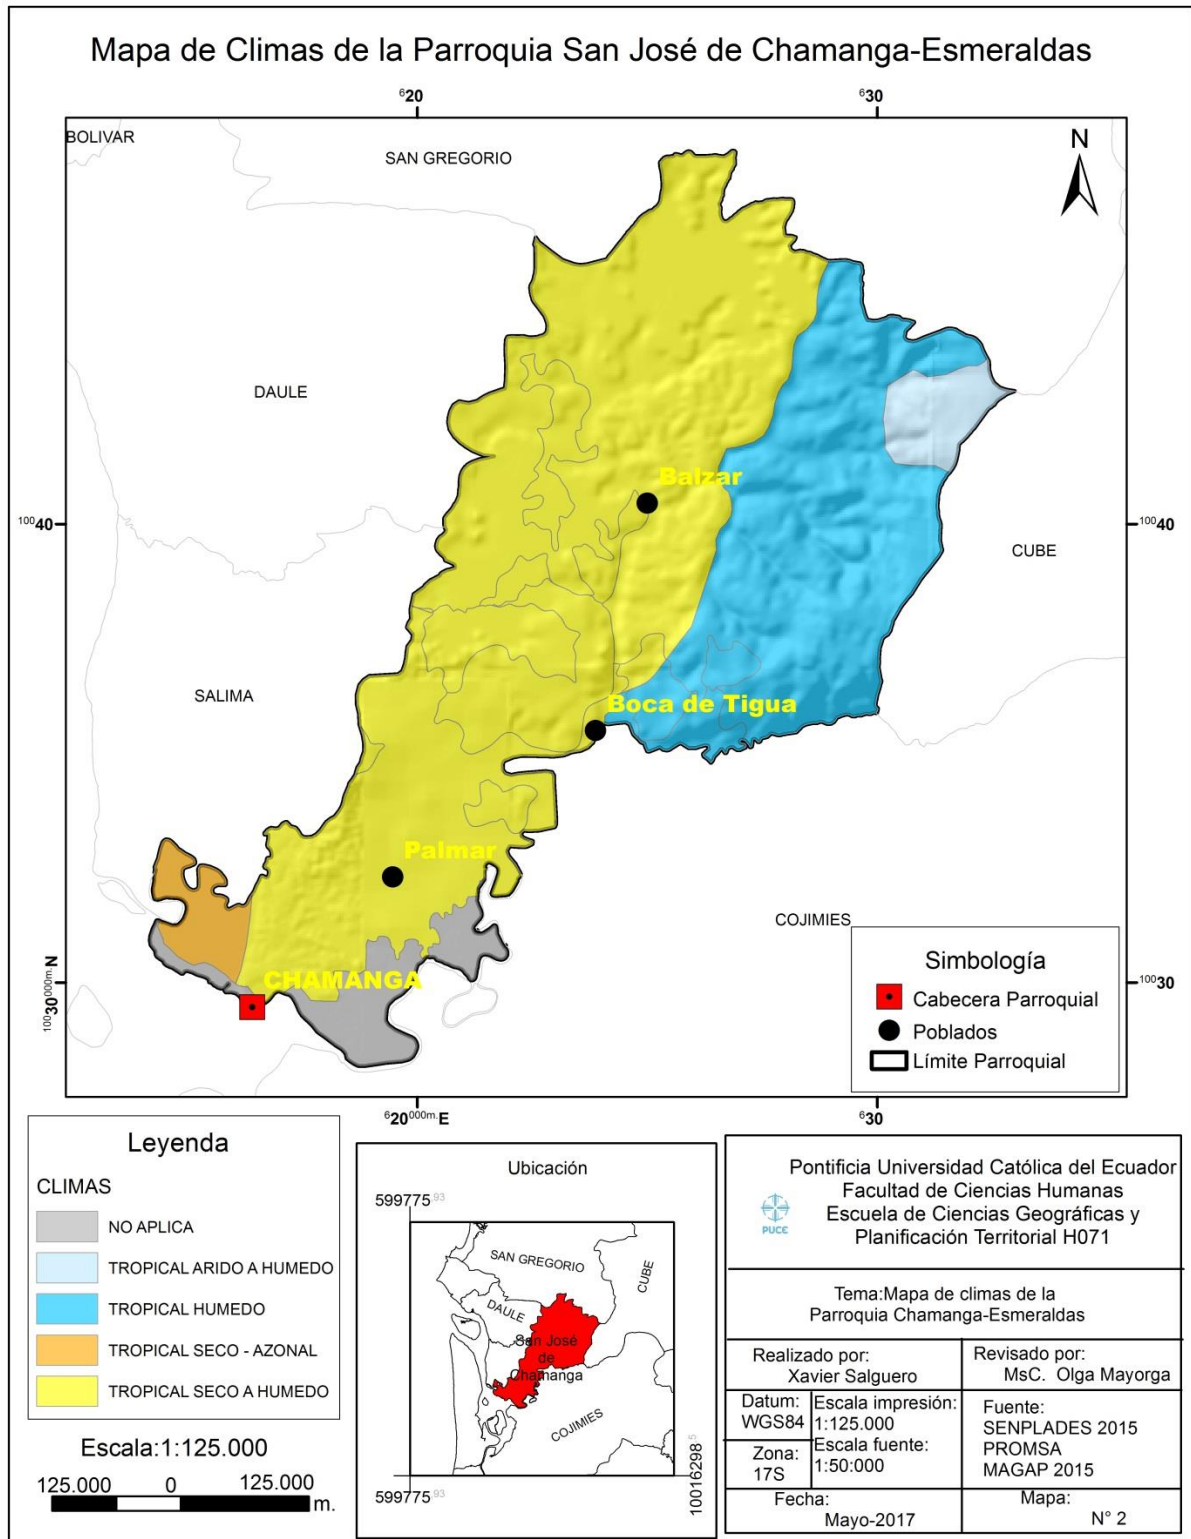 Mapa de Climas de la Parroquia San José de Chamanga-Esmeraldas
⁶20
⁶30
BOLIVAR
SAN GREGORIO
N
DAULE
Balzar
¹⁰⁰40
¹⁰⁰40
CUBE
SALIMA
Boca de Tigua
Palmar
COJIMIES
CHAMANGA
¹⁰⁰30⁰⁰⁰ᵐ·N
¹⁰⁰30
Simbología
Cabecera Parroquial
Poblados
Límite Parroquial
⁶20⁰⁰⁰ᵐ·E
⁶30
Leyenda
CLIMAS
NO APLICA
TROPICAL ARIDO A HUMEDO
TROPICAL HUMEDO
TROPICAL SECO - AZONAL
TROPICAL SECO A HUMEDO
Escala:1:125.000
125.000 0 125.000
m.
Ubicación
599775.93
SAN GREGORIO
CUBE
DAULE
San José
de
Chamanga
COJIMIES
10016298.5
599775.93
Pontificia Universidad Católica del Ecuador
Facultad de Ciencias Humanas
Escuela de Ciencias Geográficas y
Planificación Territorial H071
PUCE
Tema:Mapa de climas de la
Parroquia Chamanga-Esmeraldas
Realizado por:
Xavier Salguero
Revisado por:
MsC. Olga Mayorga
Datum:
WGS84
Escala impresión:
1:125.000
Escala fuente:
1:50:000
Zona:
17S
Fuente:
SENPLADES 2015
PROMSA
MAGAP 2015
Fecha:
Mayo-2017
Mapa:
N° 2